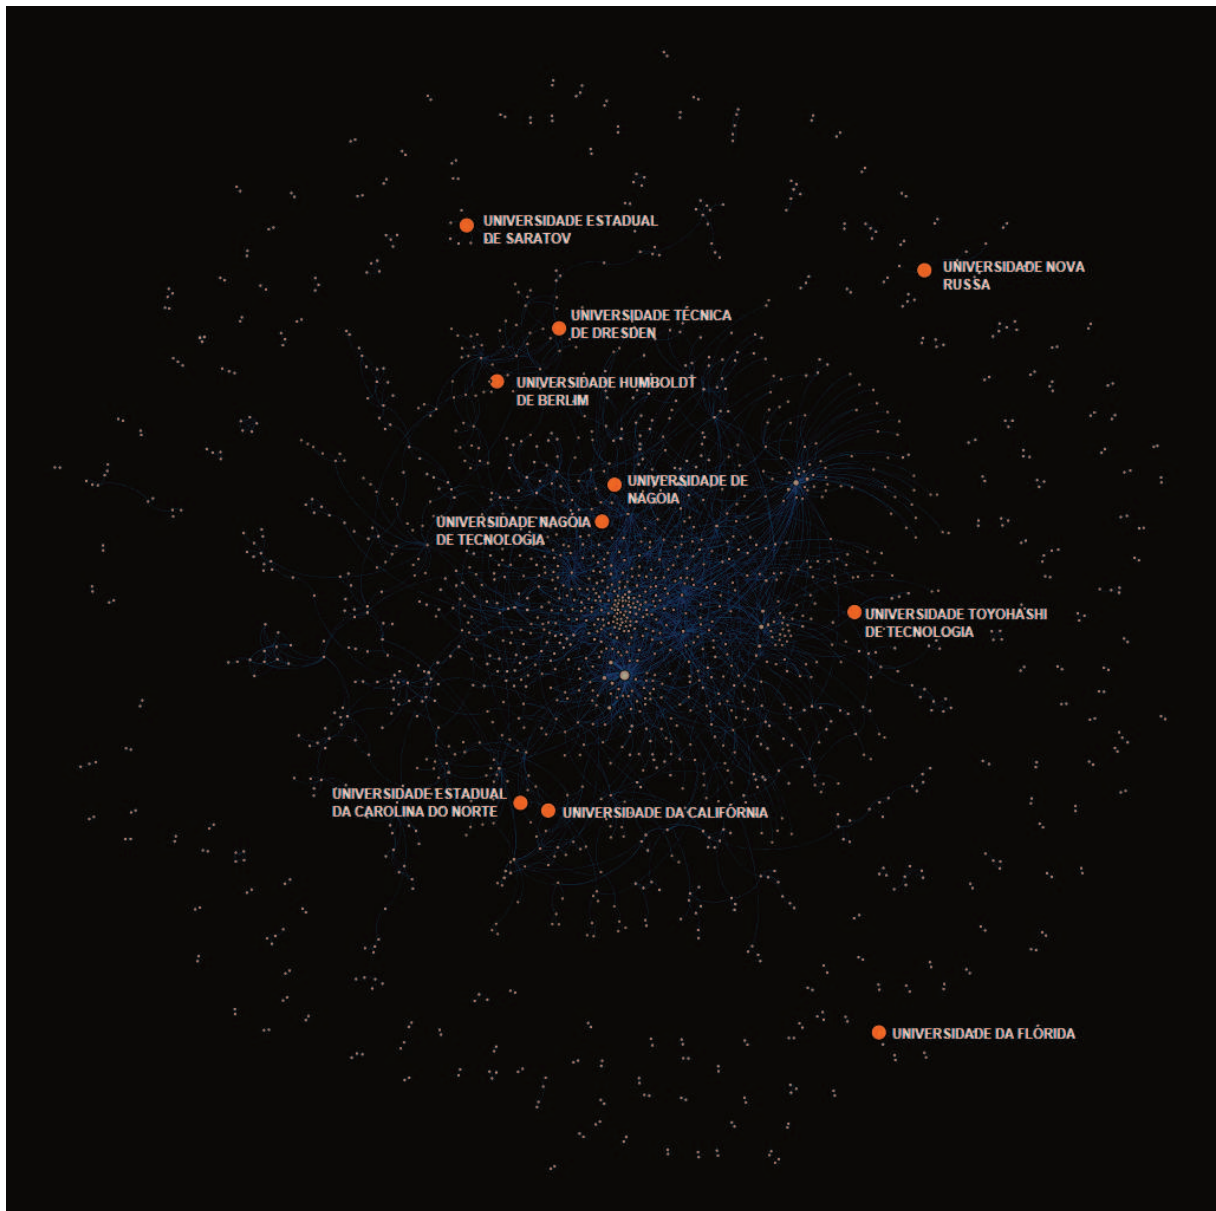 UNIVERSIDADE ESTADUAL
DE SARATOV
UNIVERSIDADE NOVA
RUSSA
UNIVERSIDADE TÉCNICA
DE DRESDEN
UNIVERSIDADE HUMBOLDT
DE BERLIM
UNIVERSIDADE DE
NAGÓIA
UNIVERSIDADE NAGÓIA
DE TECNOLOGIA
UNIVERSIDADE TOYOHASHI
DE TECNOLOGIA
UNIVERSIDADE ESTADUAL
DA CAROLINA DO NORTE
UNIVERSIDADE DA CALIFÓRNIA
UNIVERSIDADE DA FLÓRIDA